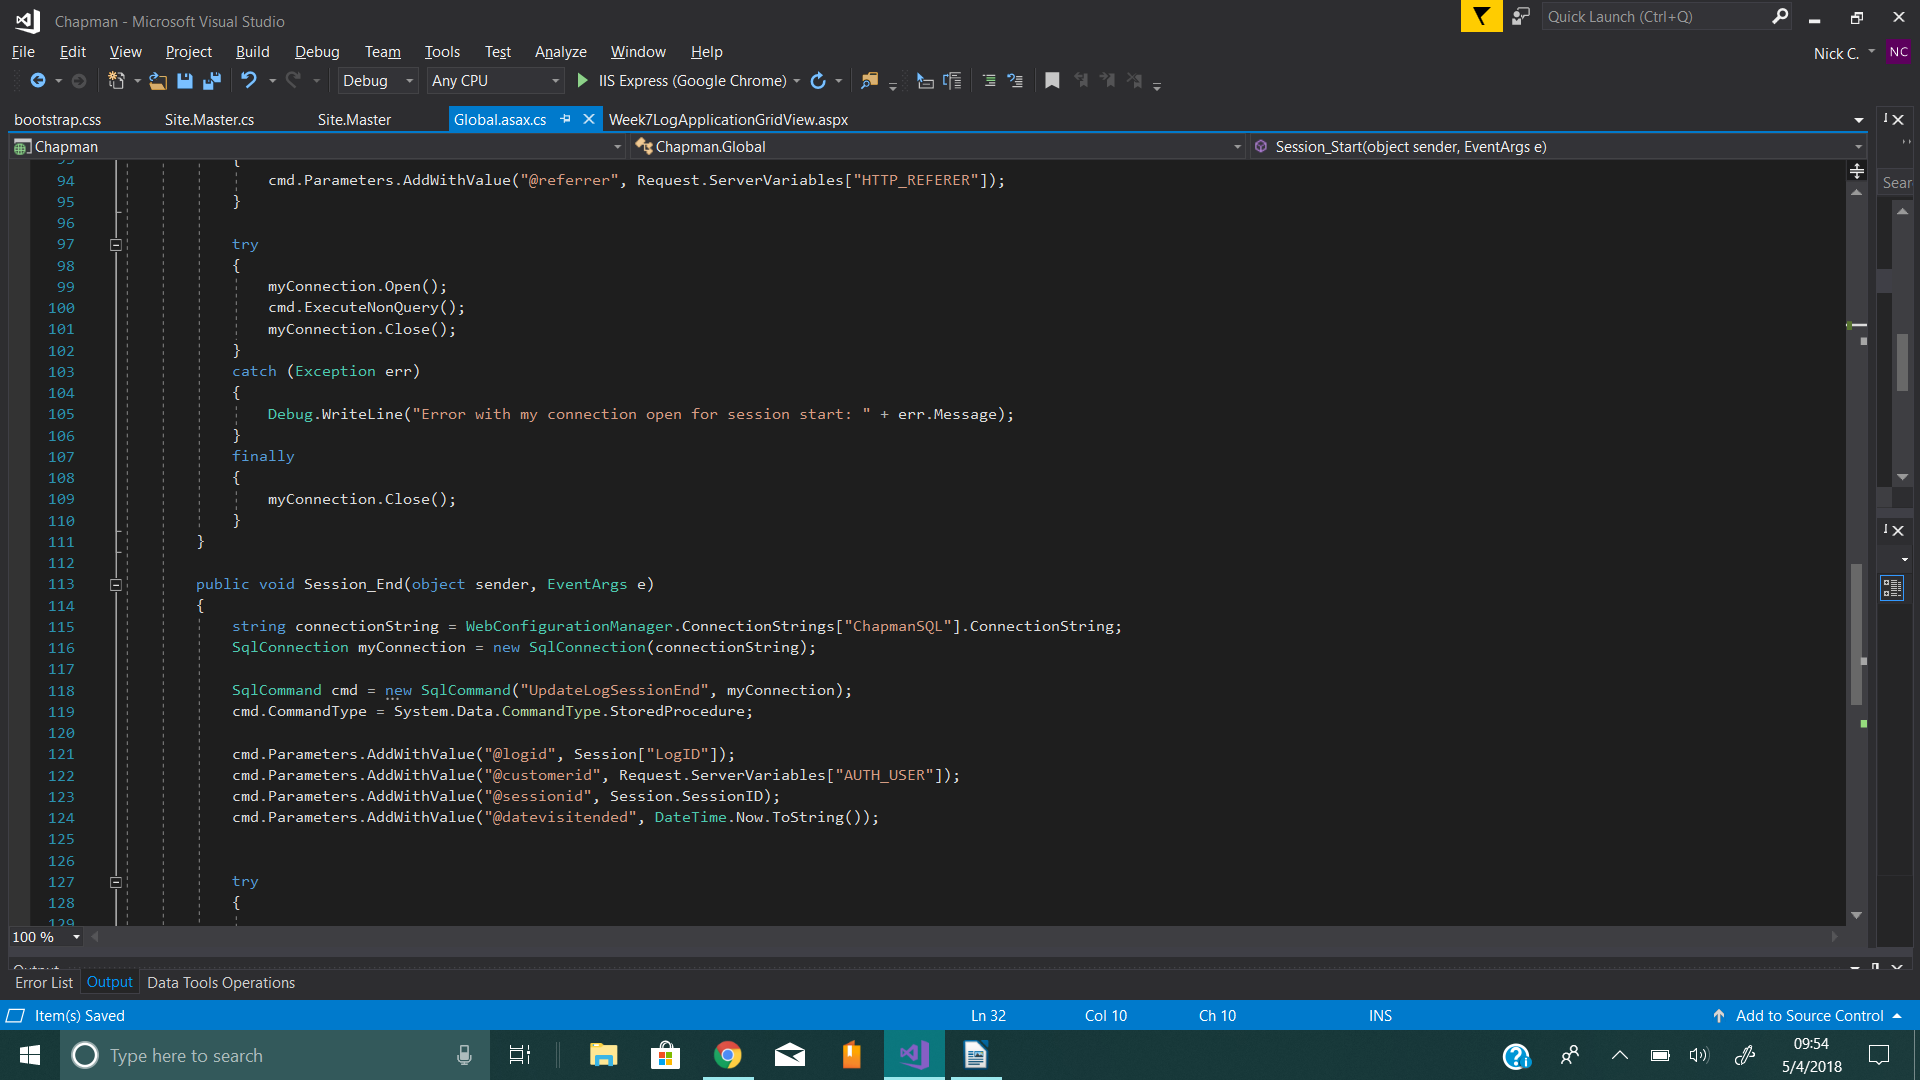 Chapman - Microsoft Visual Studio
Quick Launch (Ctrl+Q)
File Edit View Project Build Debug Team Tools Test Analyze Window Help
Nick C. NC
Debug Any CPU IIS Express (Google Chrome)
bootstrap.css Site.Master.cs Site.Master Global.asax.cs Week7LogApplicationGridView.aspx
Chapman Chapman.Global Session_Start(object sender, EventArgs e)
Sear
93 {
94 cmd.Parameters.AddWithValue("@referrer", Request.ServerVariables["HTTP_REFERER"]);
95 }
96
97 try
98 {
99 myConnection.Open();
100 cmd.ExecuteNonQuery();
101 myConnection.Close();
102 }
103 catch (Exception err)
104 {
105 Debug.WriteLine("Error with my connection open for session start: " + err.Message);
106 }
107 finally
108 {
109 myConnection.Close();
110 }
111 }
112
113 public void Session_End(object sender, EventArgs e)
114 {
115 string connectionString = WebConfigurationManager.ConnectionStrings["ChapmanSQL"].ConnectionString;
116 SqlConnection myConnection = new SqlConnection(connectionString);
117
118 SqlCommand cmd = new SqlCommand("UpdateLogSessionEnd", myConnection);
119 cmd.CommandType = System.Data.CommandType.StoredProcedure;
120
121 cmd.Parameters.AddWithValue("@logid", Session["LogID"]);
122 cmd.Parameters.AddWithValue("@customerid", Request.ServerVariables["AUTH_USER"]);
123 cmd.Parameters.AddWithValue("@sessionid", Session.SessionID);
124 cmd.Parameters.AddWithValue("@datevisitended", DateTime.Now.ToString());
125
126
127 try
128 {
129
100 %
Output
Error List Output Data Tools Operations
Item(s) Saved Ln 32 Col 10 Ch 10 INS Add to Source Control
Type here to search
09:54
5/4/2018